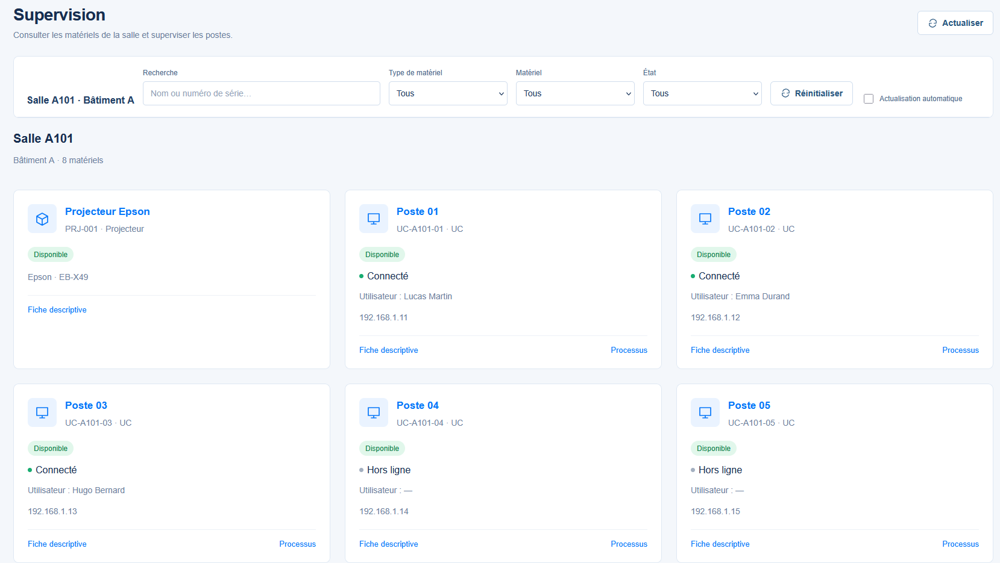 Supervision
Consulter les matériels de la salle et superviser les postes.
Actualiser
Salle A101 · Bâtiment A
Recherche
Nom ou numéro de série…
Type de matériel
Tous
Matériel
Tous
État
Tous
Réinitialiser
Actualisation automatique
Salle A101
Bâtiment A · 8 matériels
Projecteur Epson
PRJ-001 · Projecteur
Disponible
Epson · EB-X49
Fiche descriptive
Poste 01
UC-A101-01 · UC
Disponible
Connecté
Utilisateur : Lucas Martin
192.168.1.11
Fiche descriptive
Processus
Poste 02
UC-A101-02 · UC
Disponible
Connecté
Utilisateur : Emma Durand
192.168.1.12
Fiche descriptive
Processus
Poste 03
UC-A101-03 · UC
Disponible
Connecté
Utilisateur : Hugo Bernard
192.168.1.13
Fiche descriptive
Processus
Poste 04
UC-A101-04 · UC
Disponible
Hors ligne
Utilisateur : —
192.168.1.14
Fiche descriptive
Processus
Poste 05
UC-A101-05 · UC
Disponible
Hors ligne
Utilisateur : —
192.168.1.15
Fiche descriptive
Processus